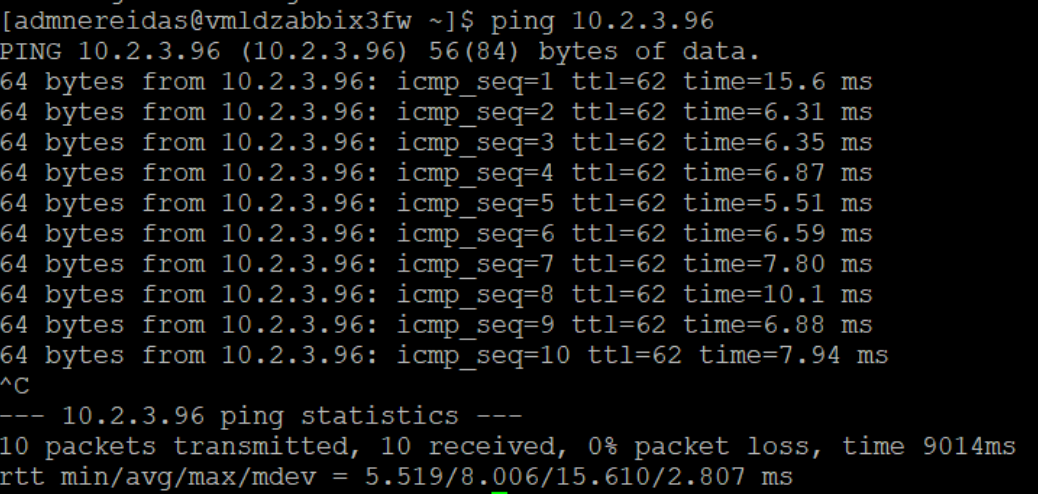 [admnereidas@vmldzabbix3fw ~]$ ping 10.2.3.96
PING 10.2.3.96 (10.2.3.96) 56(84) bytes of data.
64 bytes from 10.2.3.96: icmp_seq=1 ttl=62 time=15.6 ms
64 bytes from 10.2.3.96: icmp_seq=2 ttl=62 time=6.31 ms
64 bytes from 10.2.3.96: icmp_seq=3 ttl=62 time=6.35 ms
64 bytes from 10.2.3.96: icmp_seq=4 ttl=62 time=6.87 ms
64 bytes from 10.2.3.96: icmp_seq=5 ttl=62 time=5.51 ms
64 bytes from 10.2.3.96: icmp_seq=6 ttl=62 time=6.59 ms
64 bytes from 10.2.3.96: icmp_seq=7 ttl=62 time=7.80 ms
64 bytes from 10.2.3.96: icmp_seq=8 ttl=62 time=10.1 ms
64 bytes from 10.2.3.96: icmp_seq=9 ttl=62 time=6.88 ms
64 bytes from 10.2.3.96: icmp_seq=10 ttl=62 time=7.94 ms
^C
--- 10.2.3.96 ping statistics ---
10 packets transmitted, 10 received, 0% packet loss, time 9014ms
rtt min/avg/max/mdev = 5.519/8.006/15.610/2.807 ms